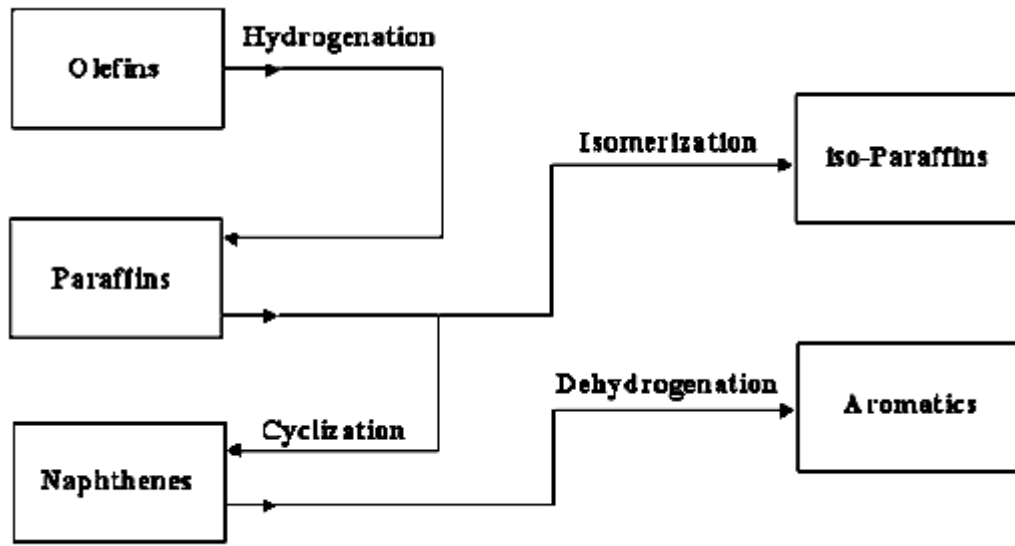 Hydrogenation
Olefins
Isomerization
iso-Paraffins
Paraffins
Dehydrogenation
Aromatics
Cyclization
Naphthenes